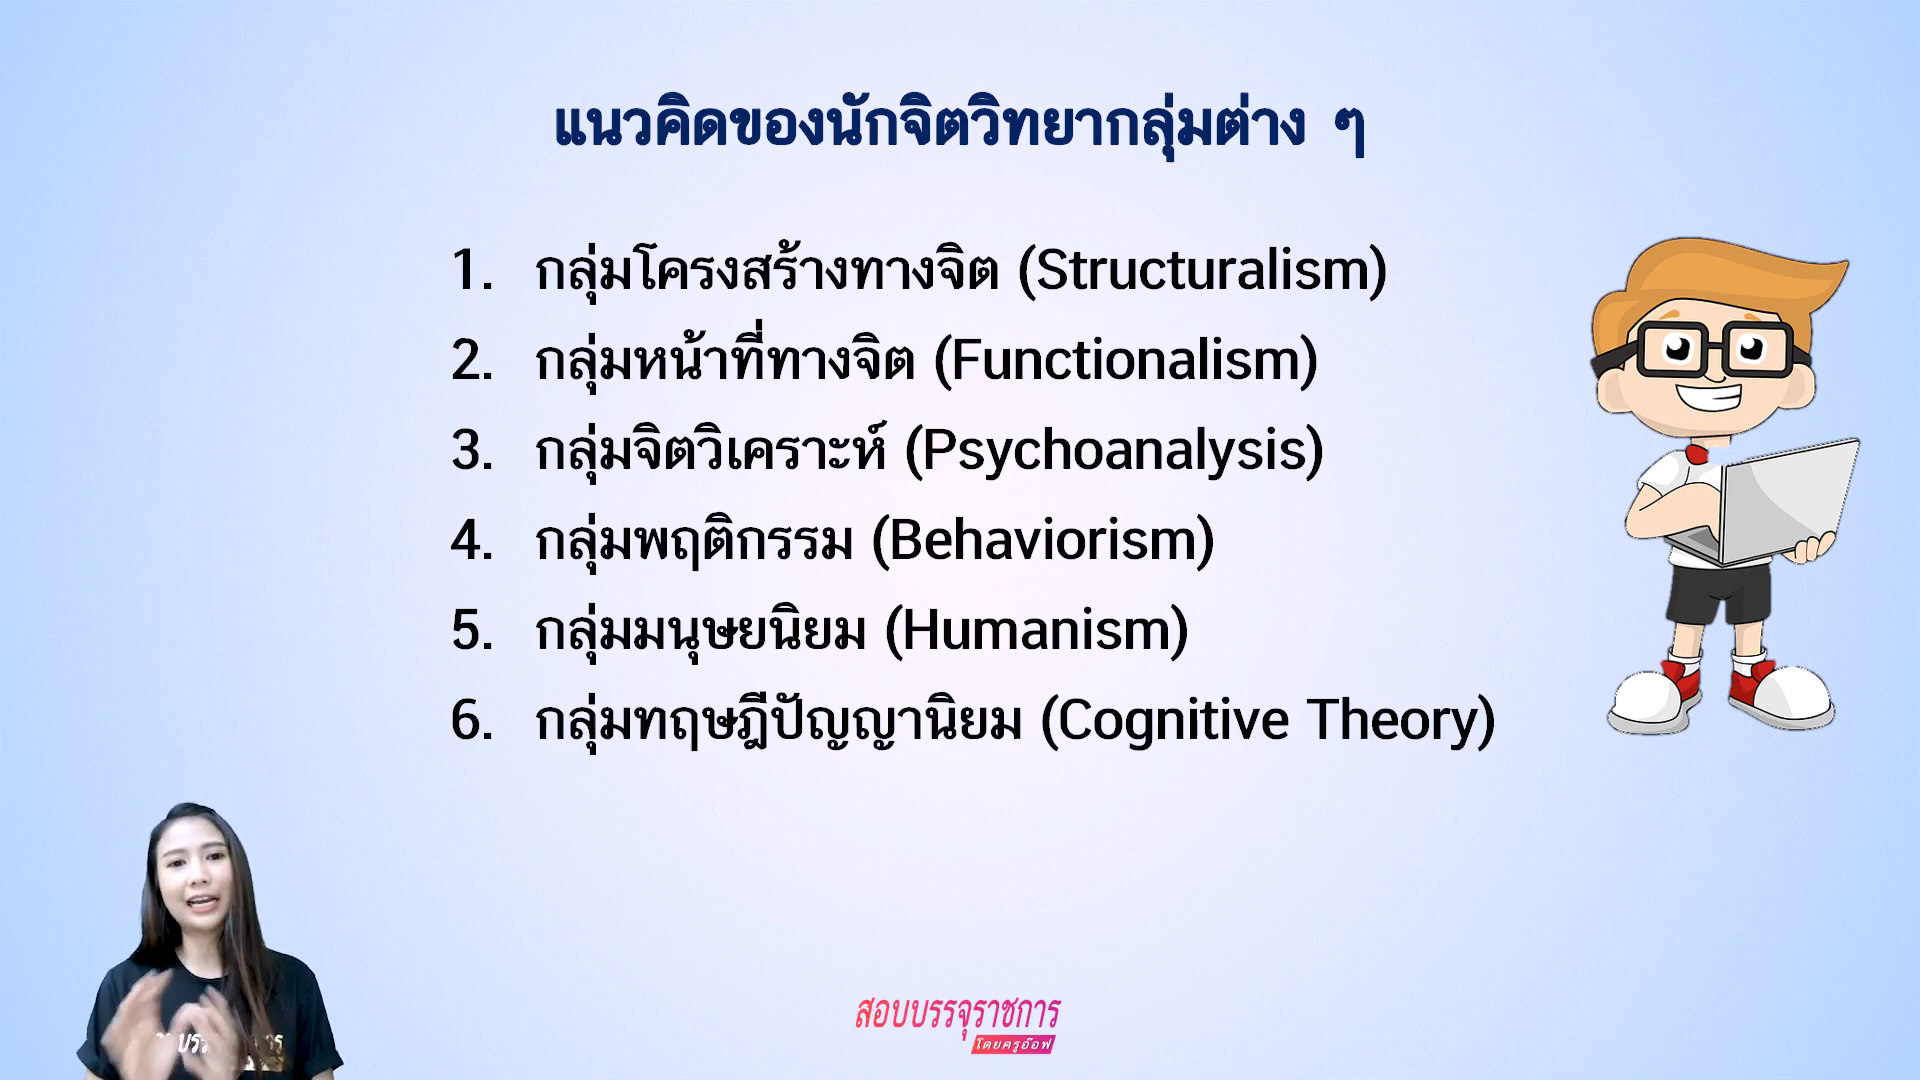 แนวคิดของนักจิตวิทยากลุ่มต่าง ๆ
1. กลุ่มโครงสร้างทางจิต (Structuralism)
2. กลุ่มหน้าที่ทางจิต (Functionalism)
3. กลุ่มจิตวิเคราะห์ (Psychoanalysis)
4. กลุ่มพฤติกรรม (Behaviorism)
5. กลุ่มมนุษยนิยม (Humanism)
6. กลุ่มทฤษฎีปัญญานิยม (Cognitive Theory)
สอบบรรจุราชการ
โดยครูอ๊อฟ